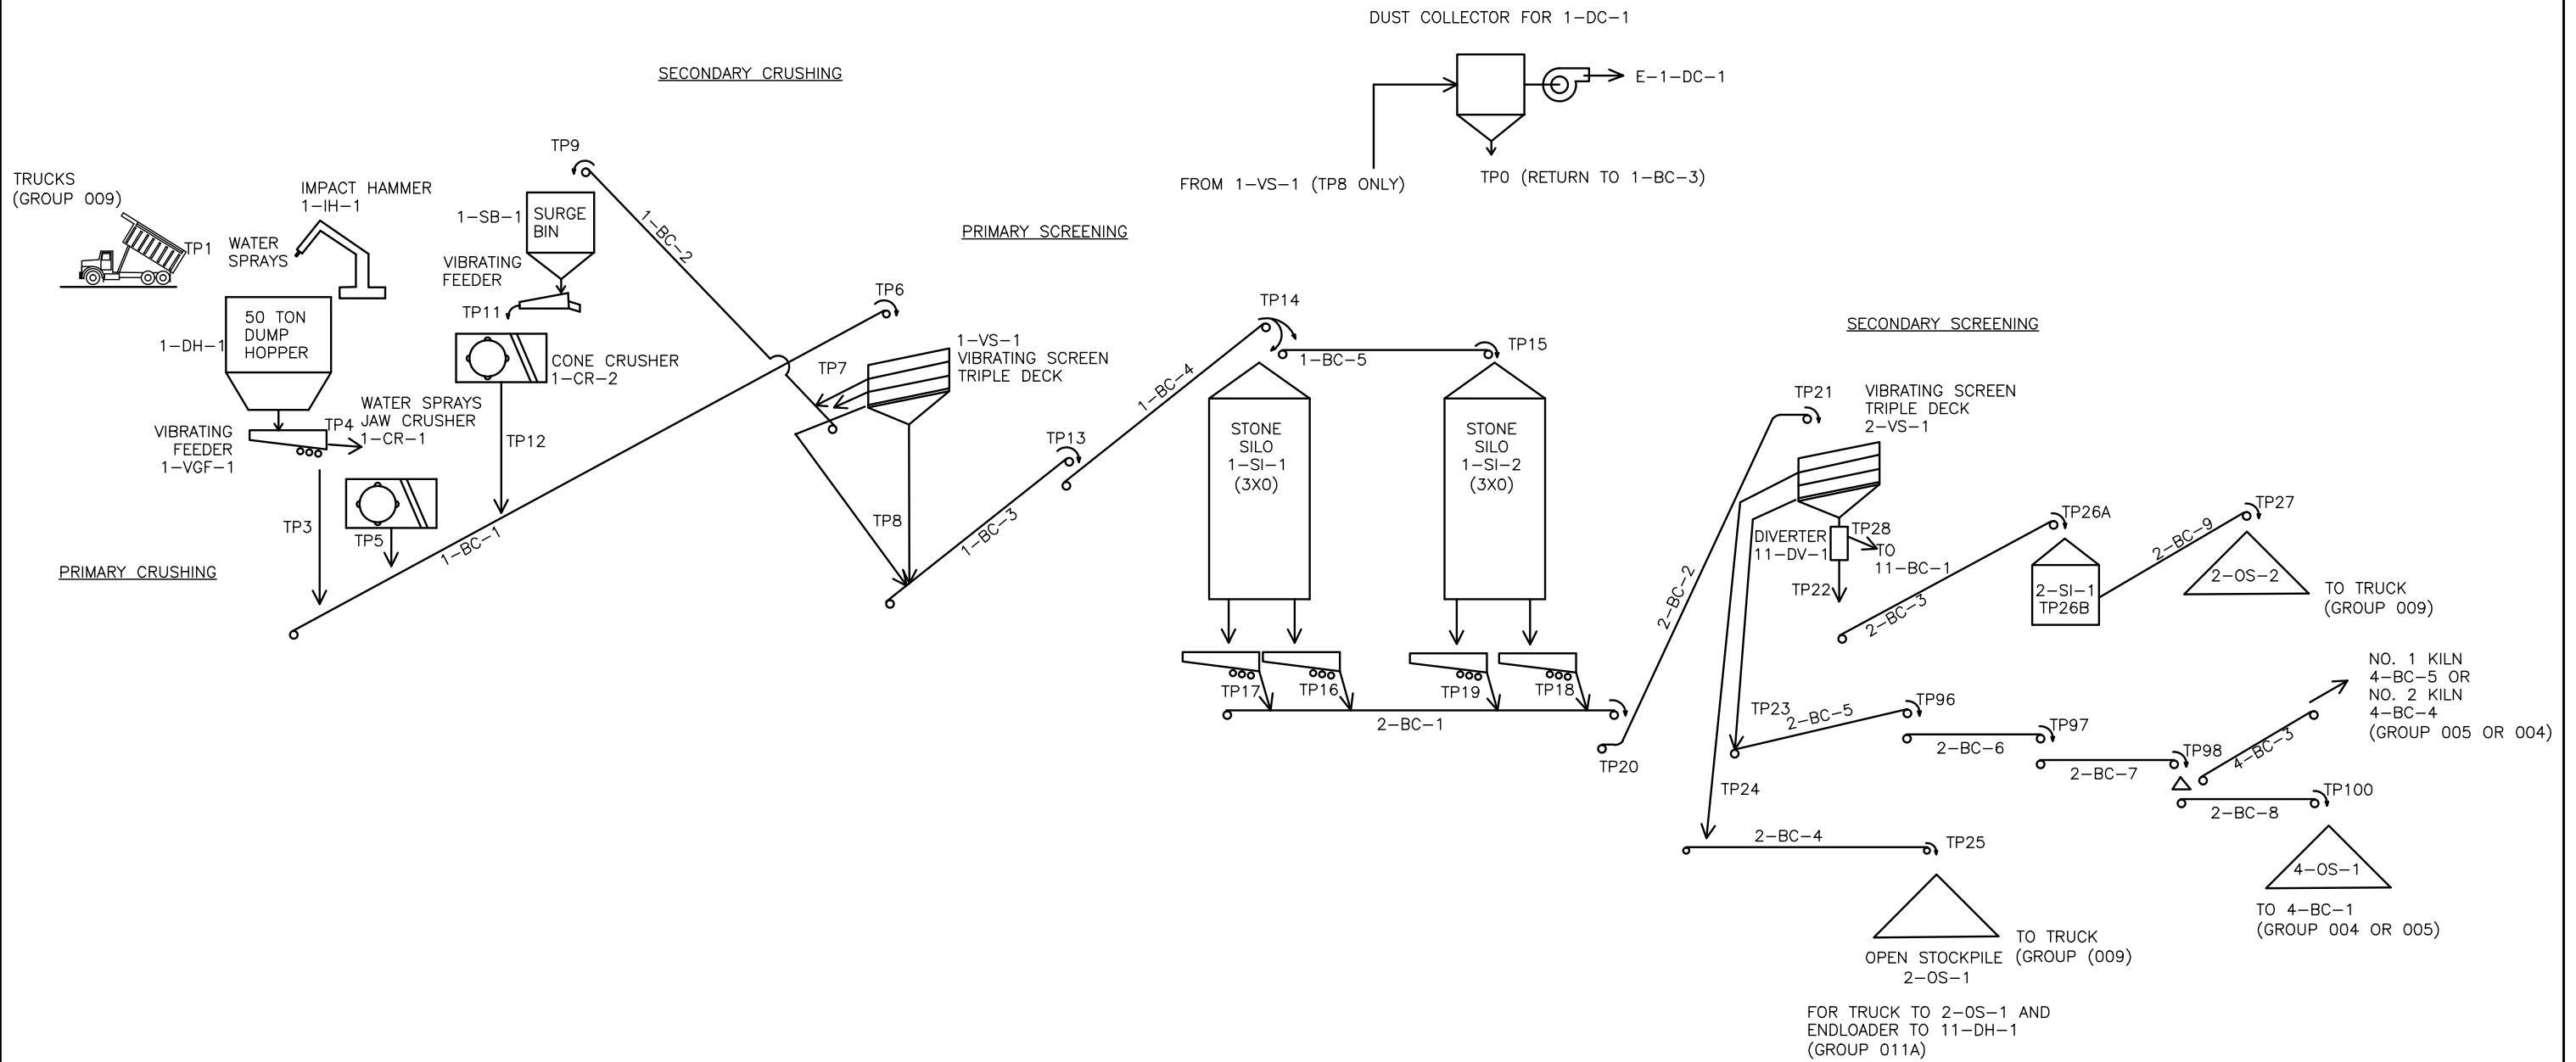 DUST COLLECTOR FOR 1-DC-1
E-1-DC-1
FROM 1-VS-1 (TP8 ONLY)
TP0 (RETURN TO 1-BC-3)
SECONDARY CRUSHING
TRUCKS
(GROUP 009)
TP1
IMPACT HAMMER
1-IH-1
WATER
SPRAYS
50 TON
DUMP
HOPPER
1-DH-1
VIBRATING
FEEDER
1-VGF-1
TP4
WATER SPRAYS
JAW CRUSHER
1-CR-1
TP3
TP5
PRIMARY CRUSHING
TP9
1-SB-1
SURGE
BIN
VIBRATING
FEEDER
TP11
CONE CRUSHER
1-CR-2
TP12
1-BC-1
1-BC-2
TP6
PRIMARY SCREENING
TP7
1-VS-1
VIBRATING SCREEN
TRIPLE DECK
TP8
1-BC-3
TP13
1-BC-4
TP14
1-BC-5
TP15
STONE
SILO
1-SI-1
(3X0)
STONE
SILO
1-SI-2
(3X0)
TP17
TP16
TP19
TP18
2-BC-1
TP20
2-BC-2
SECONDARY SCREENING
TP21
VIBRATING SCREEN
TRIPLE DECK
2-VS-1
DIVERTER
11-DV-1
TP28
TO
11-BC-1
TP22
2-BC-3
TP26A
2-SI-1
TP26B
2-BC-9
TP27
2-OS-2
TO TRUCK
(GROUP 009)
TP23
2-BC-5
TP96
2-BC-6
TP97
2-BC-7
TP98
4-BC-3
NO. 1 KILN
4-BC-5 OR
NO. 2 KILN
4-BC-4
(GROUP 005 OR 004)
2-BC-8
TP100
4-OS-1
TO 4-BC-1
(GROUP 004 OR 005)
TP24
2-BC-4
TP25
TO TRUCK
OPEN STOCKPILE (GROUP (009)
2-OS-1
FOR TRUCK TO 2-OS-1 AND
ENDLOADER TO 11-DH-1
(GROUP 011A)